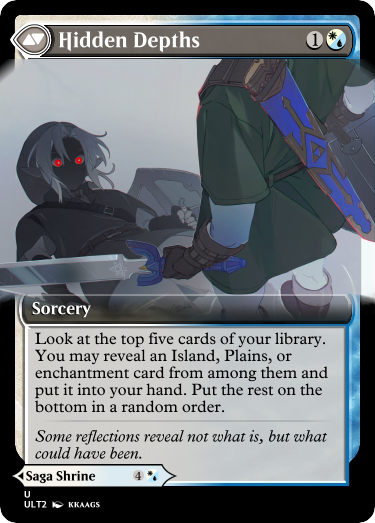 Hidden Depths 1
Sorcery
Look at the top five cards of your library.
You may reveal an Island, Plains, or
enchantment card from among them and
put it into your hand. Put the rest on the
bottom in a random order.
Some reflections reveal not what is, but what
could have been.
Saga Shrine 4
U
ULT2 KKAAGS